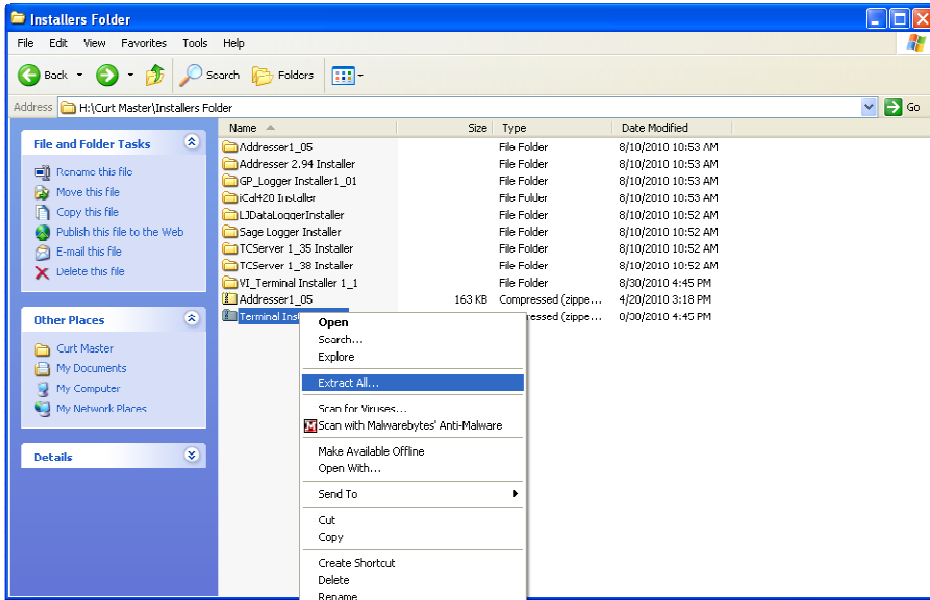 Installers Folder
File Edit View Favorites Tools Help
Back Search Folders
Address H:\Curt Master\Installers Folder Go
File and Folder Tasks
Rename this file
Move this file
Copy this file
Publish this file to the Web
E-mail this file
Delete this file
Other Places
Curt Master
My Documents
My Computer
My Network Places
Details
Name Size Type Date Modified
Addresser1_05 File Folder 8/10/2010 10:53 AM
Addresser 2.94 Installer File Folder 8/10/2010 10:53 AM
GP_Logger Installer1_01 File Folder 8/10/2010 10:53 AM
iCal420 Installer File Folder 8/10/2010 10:53 AM
LJDataLoggerInstaller File Folder 8/10/2010 10:52 AM
Sage Logger Installer File Folder 8/10/2010 10:52 AM
TCServer 1_35 Installer File Folder 8/10/2010 10:52 AM
TCServer 1_38 Installer File Folder 8/10/2010 10:52 AM
VI_Terminal Installer 1_1 File Folder 8/30/2010 4:45 PM
Addresser1_05 163 KB Compressed (zippe... 4/20/2010 3:18 PM
Terminal Ins ressed (zippe... 8/30/2010 4:45 PM
Open
Search...
Explore
Extract All...
Scan for Viruses...
Scan with Malwarebytes' Anti-Malware
Make Available Offline
Open With...
Send To
Cut
Copy
Create Shortcut
Delete
Rename